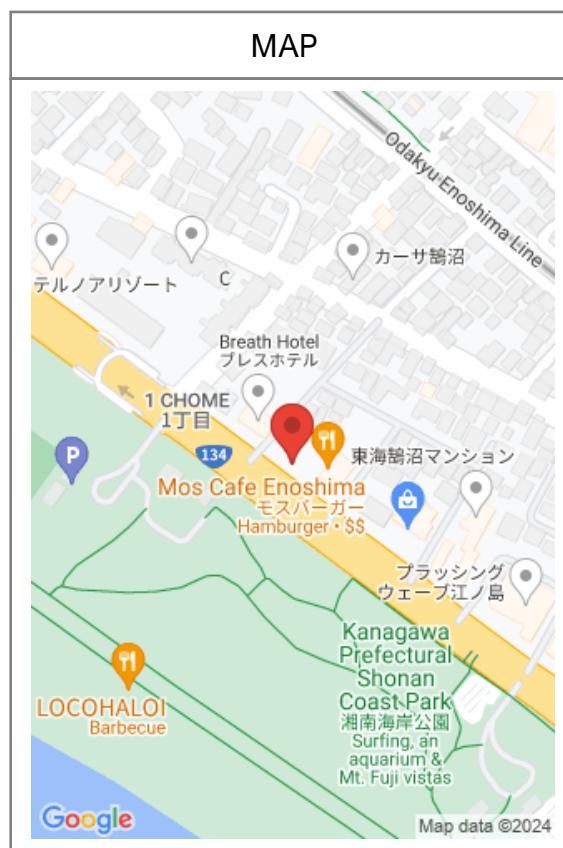 MAP
Odakyu Enoshima Line
カーサ鵠沼
テルノアリゾート
C
Breath Hotel
ブレスホテル
1 CHOME
1丁目
134
P
東海鵠沼マンション
Mos Cafe Enoshima
モスバーガー
Hamburger • $$
プラッシング
ウェーブ江ノ島
Kanagawa
Prefectural
Shonan
Coast Park
湘南海岸公園
Surfing, an
aquarium &
Mt. Fuji vistas
LOCOHALOI
Barbecue
Google
Map data ©2024